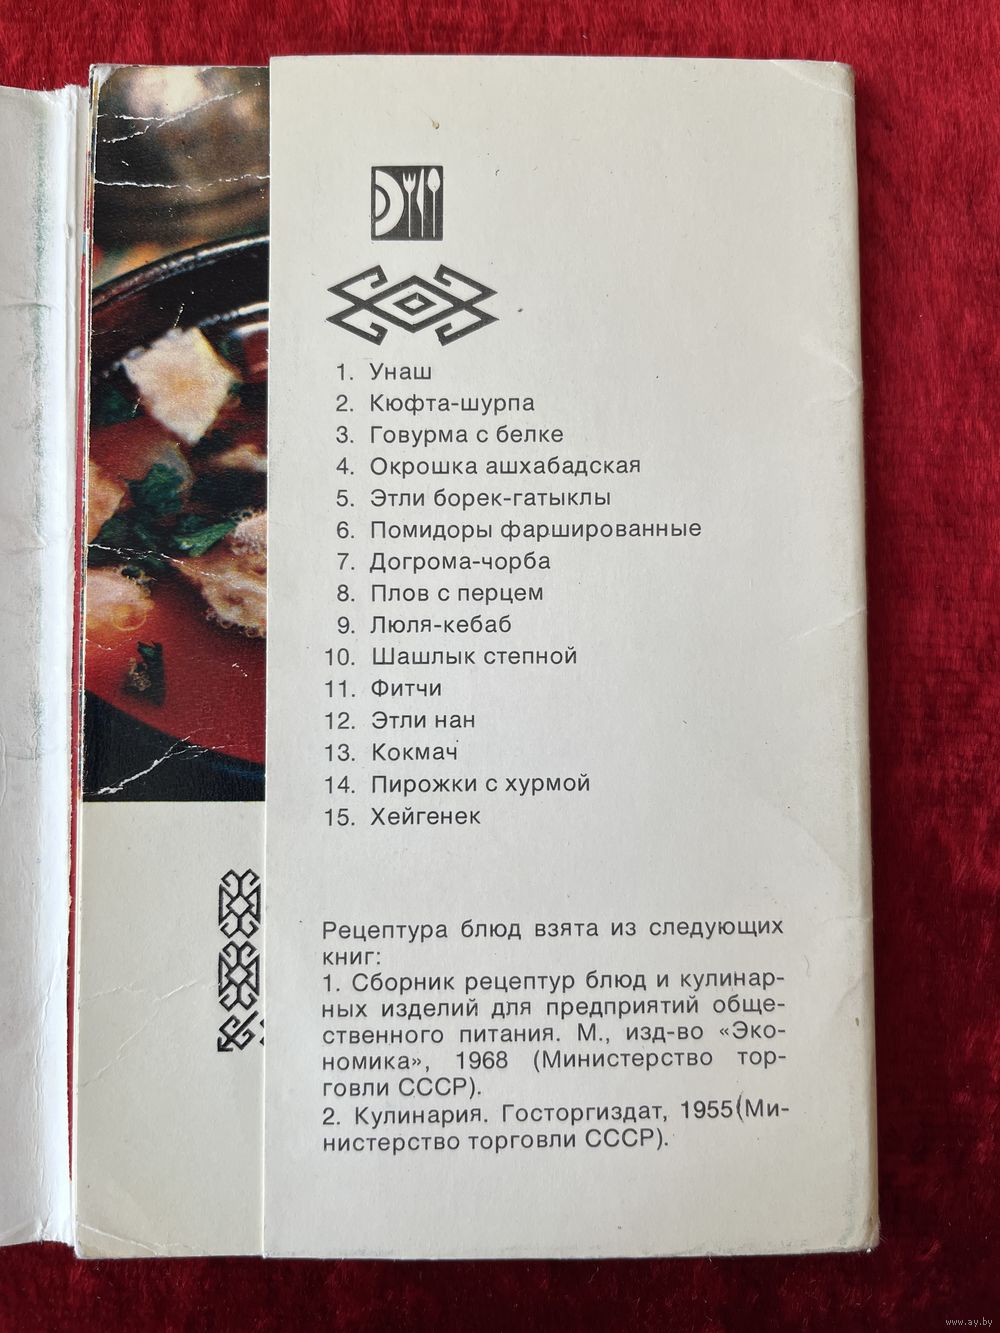 1. Унаш
2. Кюфта-шурпа
3. Говурма с белке
4. Окрошка ашхабадская
5. Этли борек-гатыклы
6. Помидоры фаршированные
7. Догрома-чорба
8. Плов с перцем
9. Люля-кебаб
10. Шашлык степной
11. Фитчи
12. Этли нан
13. Кокмач
14. Пирожки с хурмой
15. Хейгенек
Рецептура блюд взята из следующих
книг:
1. Сборник рецептур блюд и кулинар-
ных изделий для предприятий обще-
ственного питания. М., изд-во «Эко-
номика», 1968 (Министерство тор-
говли СССР).
2. Кулинария. Госторгиздат, 1955(Ми-
нистерство торговли СССР).
www.ay.by